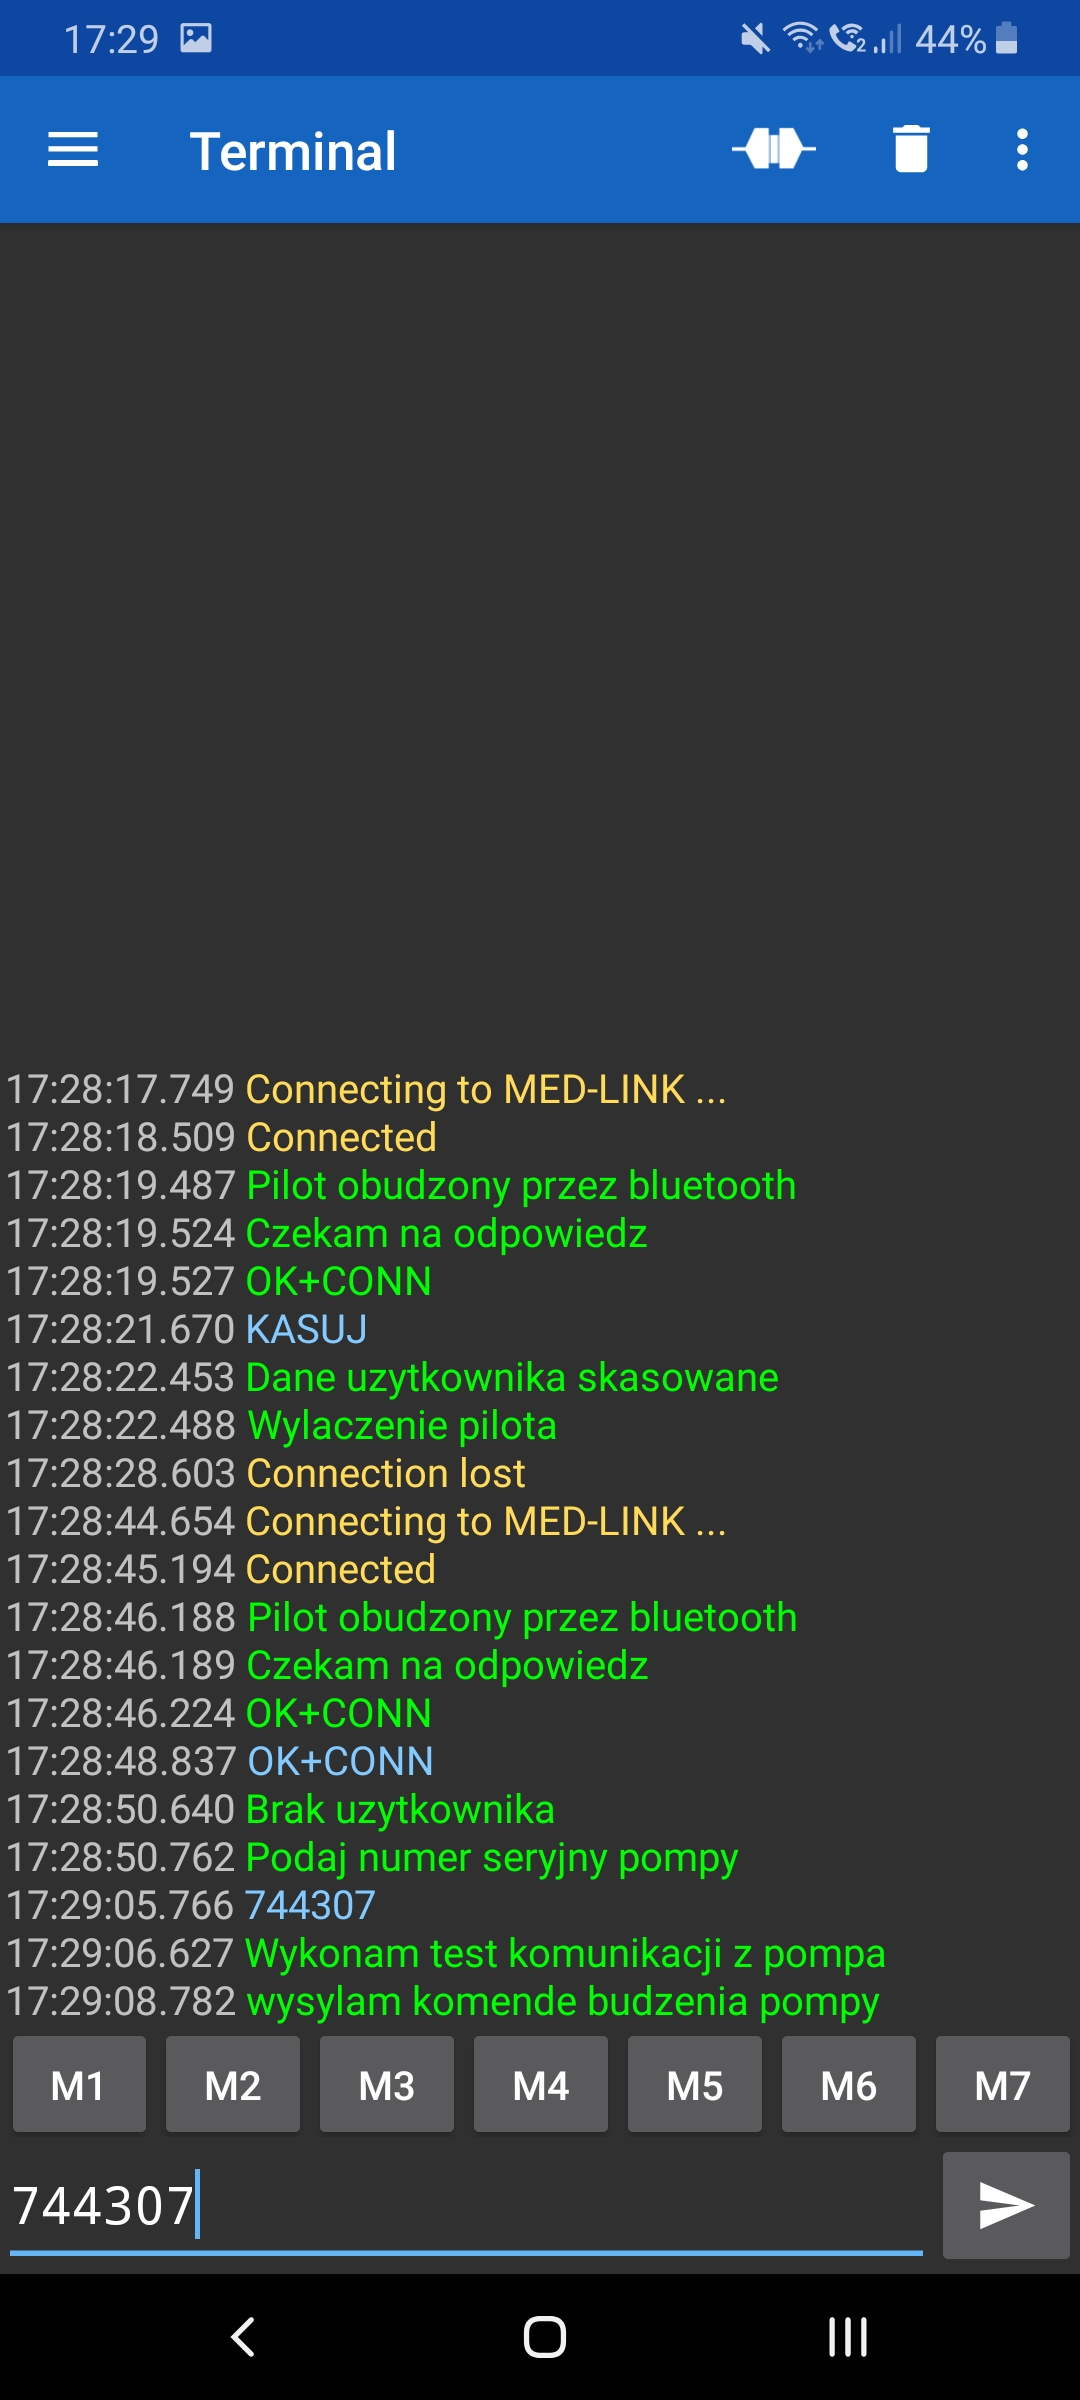 17:29 44%
Terminal
17:28:17.749 Connecting to MED-LINK ...
17:28:18.509 Connected
17:28:19.487 Pilot obudzony przez bluetooth
17:28:19.524 Czekam na odpowiedz
17:28:19.527 OK+CONN
17:28:21.670 KASUJ
17:28:22.453 Dane uzytkownika skasowane
17:28:22.488 Wylaczenie pilota
17:28:28.603 Connection lost
17:28:44.654 Connecting to MED-LINK ...
17:28:45.194 Connected
17:28:46.188 Pilot obudzony przez bluetooth
17:28:46.189 Czekam na odpowiedz
17:28:46.224 OK+CONN
17:28:48.837 OK+CONN
17:28:50.640 Brak uzytkownika
17:28:50.762 Podaj numer seryjny pompy
17:29:05.766 744307
17:29:06.627 Wykonam test komunikacji z pompa
17:29:08.782 wysylam komende budzenia pompy
M1 M2 M3 M4 M5 M6 M7
744307